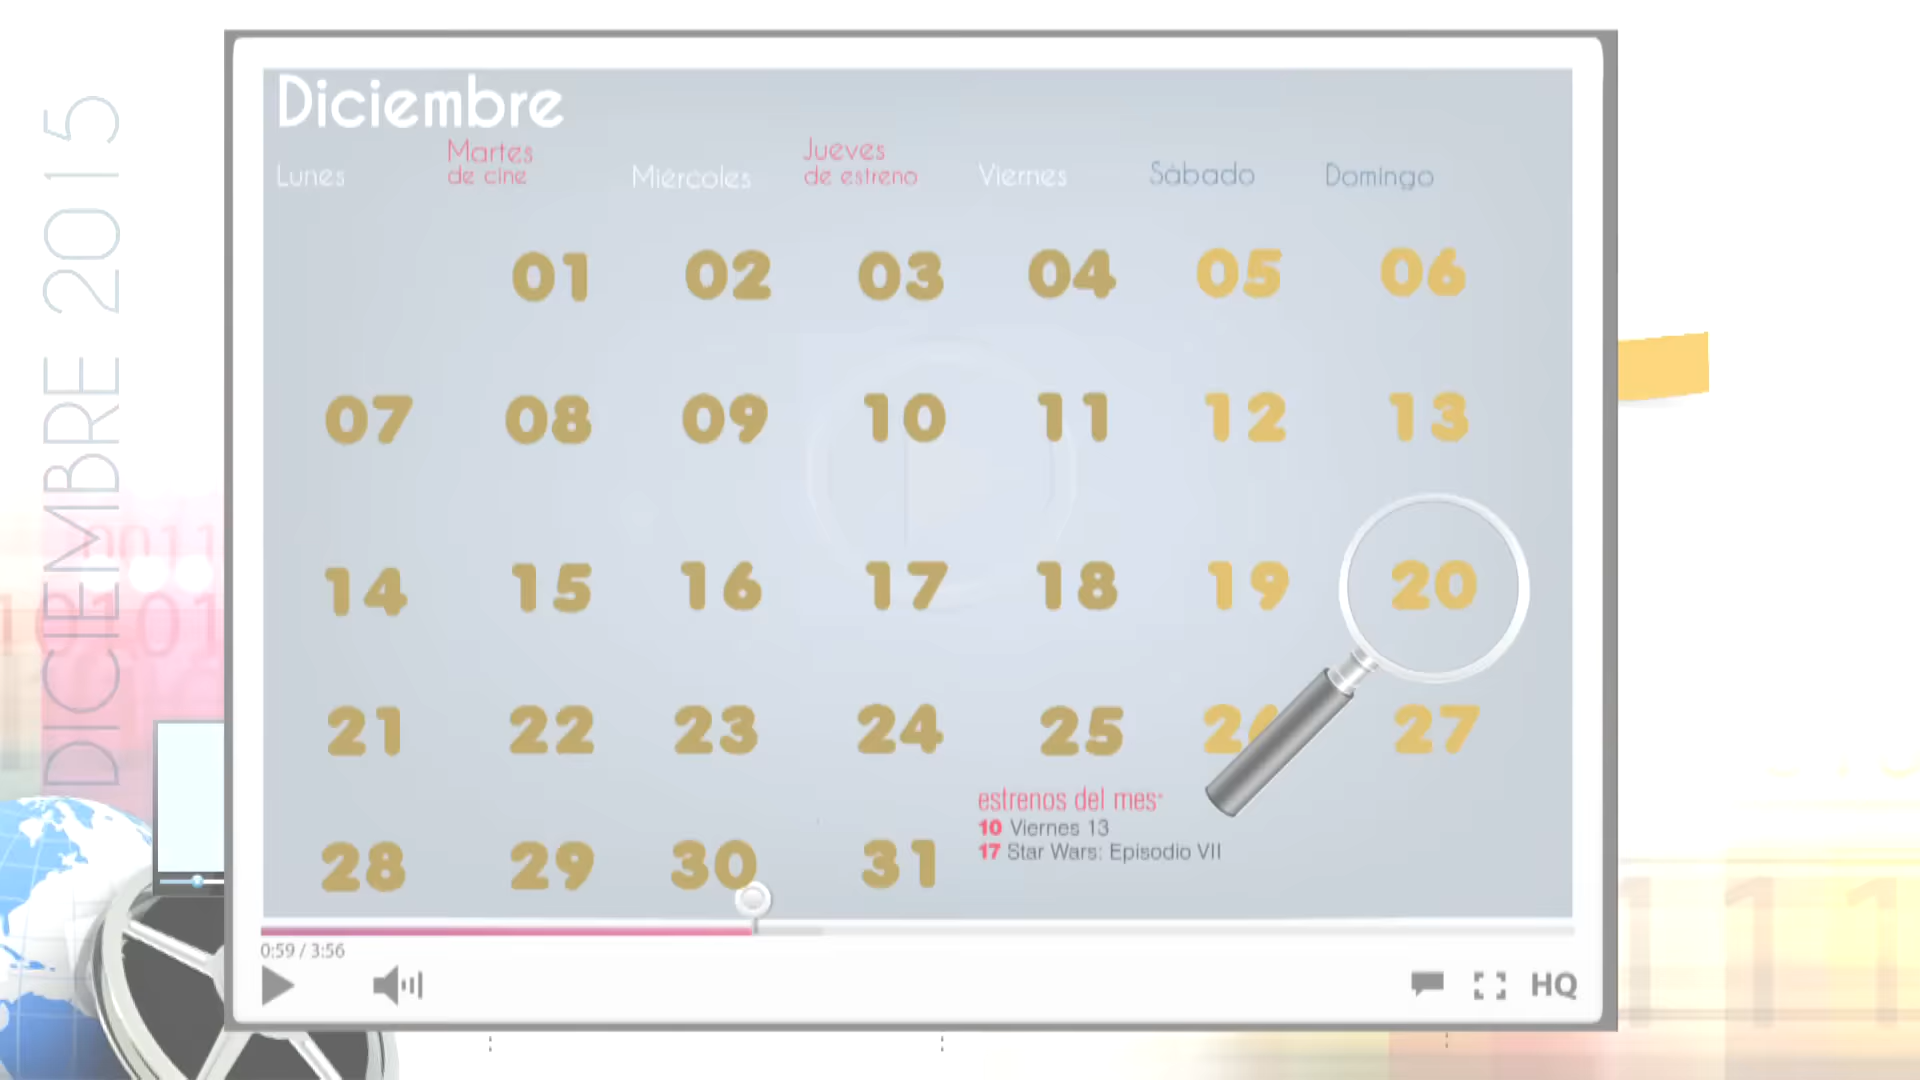 DICIEMBRE 2015
Diciembre
Lunes
Martes
de cine
Miércoles
Jueves
de estreno
Viernes
Sábado
Domingo
01 02 03 04 05 06
07 08 09 10 11 12 13
14 15 16 17 18 19 20
21 22 23 24 25 26 27
28 29 30 31
estrenos del mes·
10 Viernes 13
17 Star Wars: Episodio VII
0:59 / 3:56
HQ